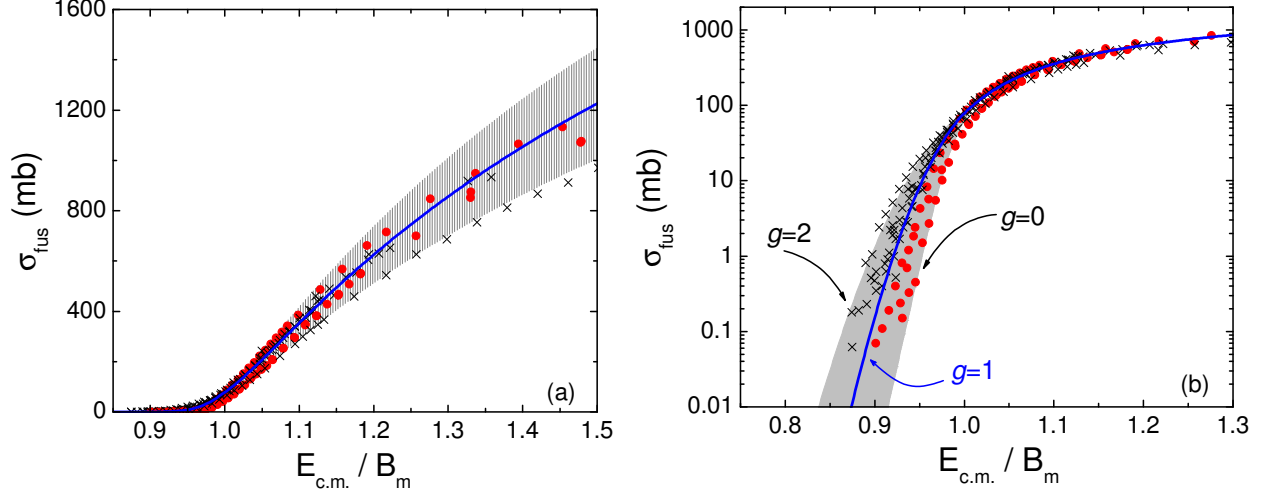 1600
1200
800
400
0
0.9 1.0 1.1 1.2 1.3 1.4 1.5
σfus (mb)
Ec.m. / Bm
(a)
1000
100
10
1
0.1
0.01
0.8 0.9 1.0 1.1 1.2 1.3
σfus (mb)
Ec.m. / Bm
g=2
g=0
g=1
(b)